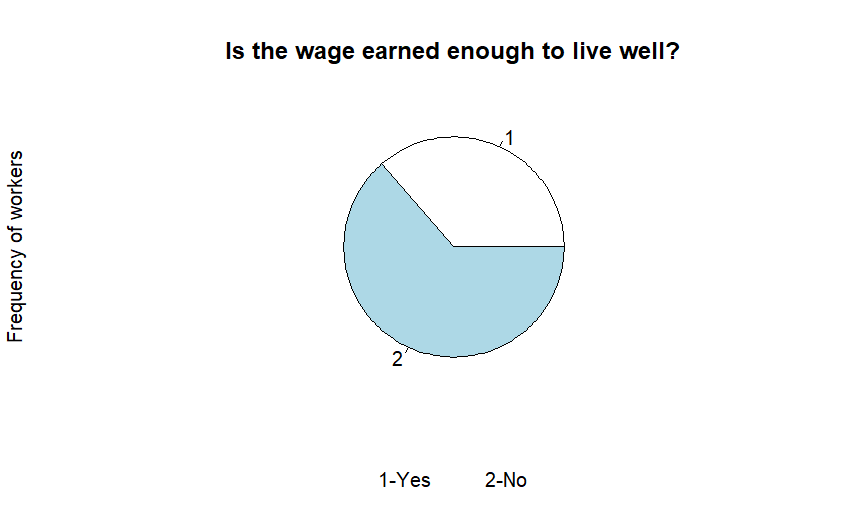 Is the wage earned enough to live well?
Frequency of workers
1
2
1-Yes 2-No